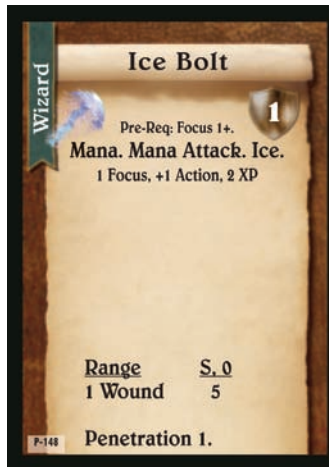 Wizard
Ice Bolt
1
Pre-Req: Focus 1+.
Mana. Mana Attack. Ice.
1 Focus, +1 Action, 2 XP
Range S, 0
1 Wound 5
P-148
Penetration 1.